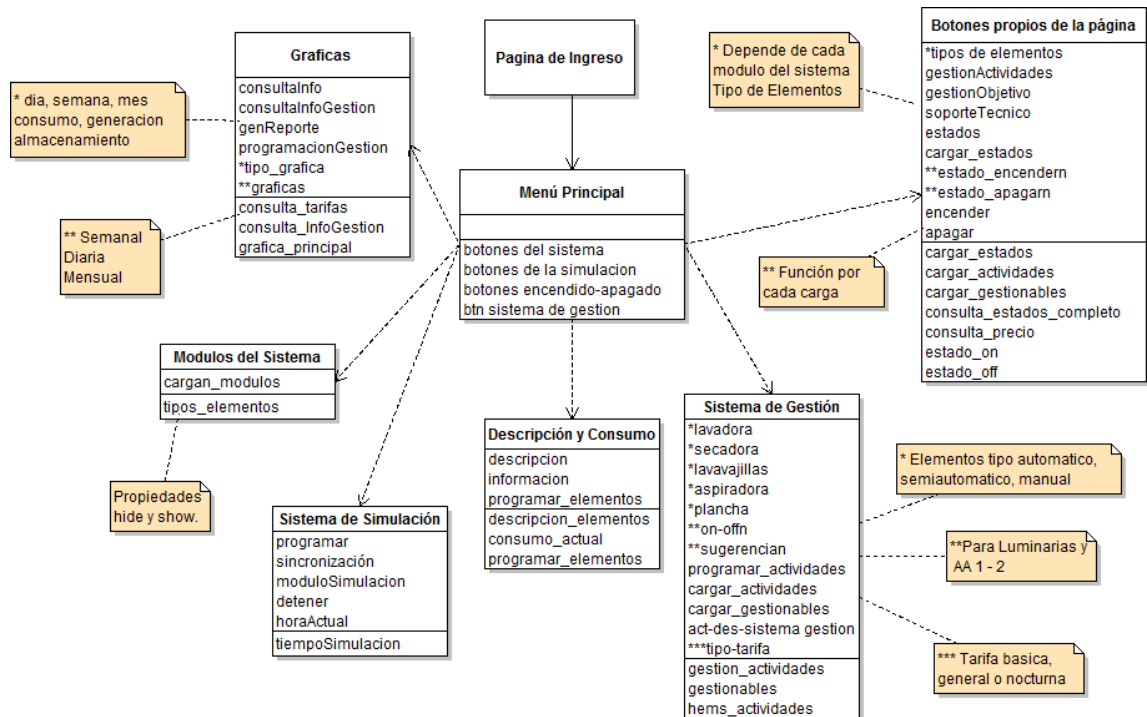 Graficas
consultaInfo
consultaInfoGestion
genReporte
programacionGestion
*tipo_grafica
**graficas
consulta_tarifas
consulta_InfoGestion
grafica_principal
* dia, semana, mes
consumo, generacion
almacenamiento
** Semanal
Diaria
Mensual
Pagina de Ingreso
Menú Principal
botones del sistema
botones de la simulacion
botones encendido-apagado
btn sistema de gestion
* Depende de cada
modulo del sistema
Tipo de Elementos
Botones propios de la página
*tipos de elementos
gestionActividades
gestionObjetivo
soporteTecnico
estados
cargar_estados
**estado_encendern
**estado_apagarn
encender
apagar
cargar_estados
cargar_actividades
cargar_gestionables
consulta_estados_completo
consulta_precio
estado_on
estado_off
** Función por
cada carga
Modulos del Sistema
cargan_modulos
tipos_elementos
Propiedades
hide y show.
Sistema de Simulación
programar
sincronización
moduloSimulacion
detener
horaActual
tiempoSimulacion
Descripción y Consumo
descripcion
informacion
programar_elementos
descripcion_elementos
consumo_actual
programar_elementos
Sistema de Gestión
*lavadora
*secadora
*lavavajillas
*aspiradora
*plancha
**on-offn
**sugerencian
programar_actividades
cargar_actividades
cargar_gestionables
act-des-sistema gestion
***tipo-tarifa
gestion_actividades
gestionables
hems_actividades
* Elementos tipo automatico,
semiautomatico, manual
**Para Luminarias y
AA 1 - 2
*** Tarifa basica,
general o nocturna